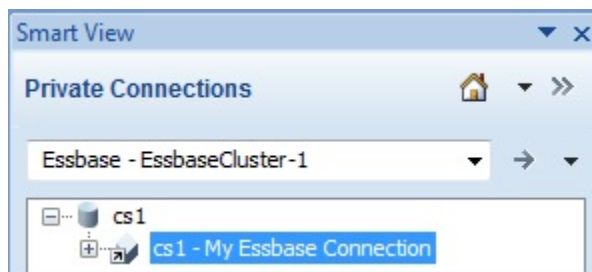 Smart View
Private Connections
Essbase - EssbaseCluster-1
cs1
cs1 - My Essbase Connection